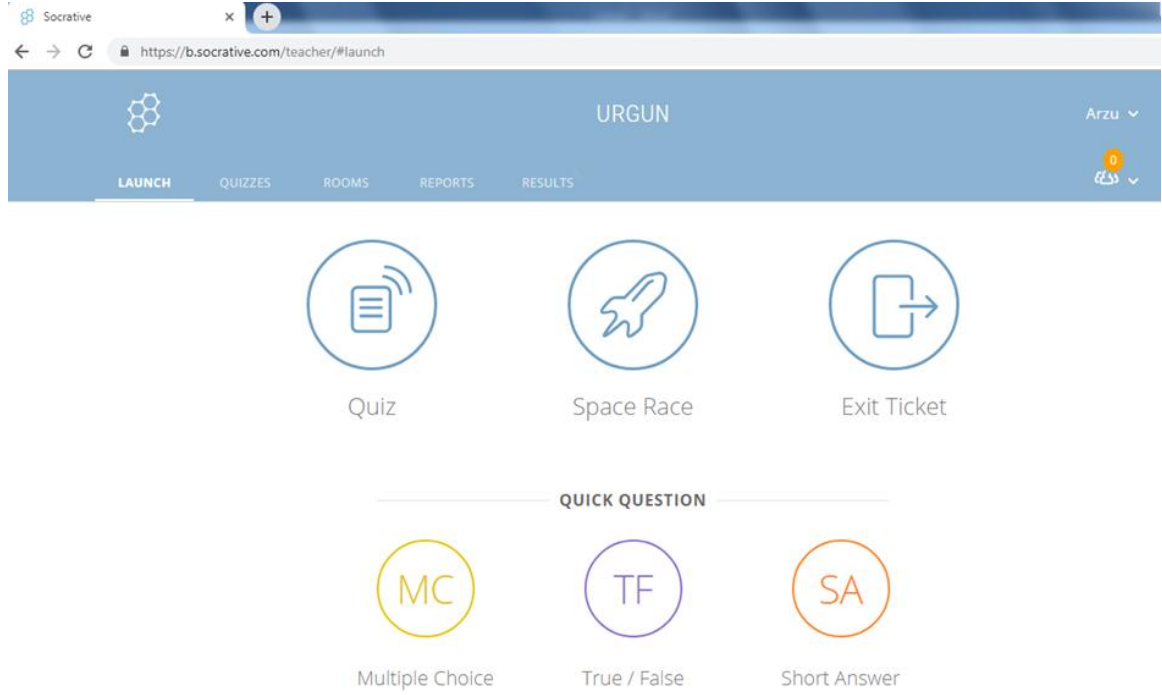 Socrative
https://b.socrative.com/teacher/#launch
URGUN
Arzu
0
LAUNCH QUIZZES ROOMS REPORTS RESULTS
Quiz Space Race Exit Ticket
QUICK QUESTION
MC TF SA
Multiple Choice True / False Short Answer